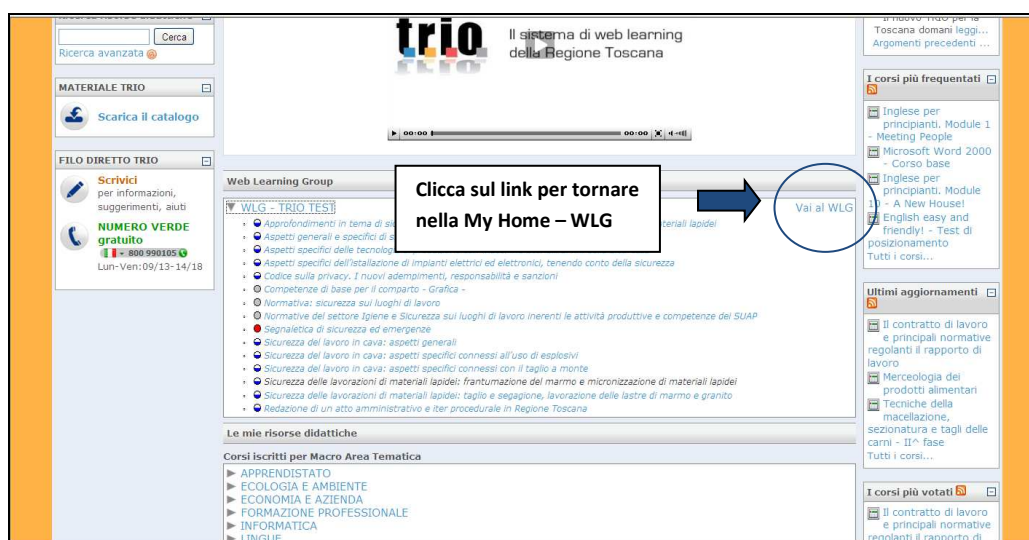 Cerca
Ricerca avanzata
MATERIALE TRIO
Scarica il catalogo
FILO DIRETTO TRIO
Scrivici
per informazioni,
suggerimenti, aiuti
NUMERO VERDE
gratuito
800 990105
Lun-Ven:09/13-14/18
trio
Il sistema di web learning
della Regione Toscana
00:00 00:00
Web Learning Group
WLG - TRIO TEST
Vai al WLG
Clicca sul link per tornare
nella My Home – WLG
Approfondimenti in tema di materiali lapidei
Aspetti generali e specifici di
Aspetti specifici delle
Aspetti specifici dell'istallazione di impianti elettrici ed elettronici, tenendo conto della sicurezza
Codice sulla privacy. I nuovi adempimenti, responsabilità e sanzioni
Competenze di base per il comparto - Grafica -
Normativa: sicurezza sui luoghi di lavoro
Normative del settore Igiene e Sicurezza sui luoghi di lavoro inerenti le attività produttive e competenze del SUAP
Segnaletica di sicurezza ed emergenze
Sicurezza del lavoro in cava: aspetti generali
Sicurezza del lavoro in cava: aspetti specifici connessi all'uso di esplosivi
Sicurezza del lavoro in cava: aspetti specifici connessi con il taglio a monte
Sicurezza delle lavorazioni di materiali lapidei: frantumazione del marmo e micronizzazione di materiali lapidei
Sicurezza delle lavorazioni di materiali lapidei: taglio e segagione, lavorazione delle lastre di marmo e granito
Redazione di un atto amministrativo e iter procedurale in Regione Toscana
Le mie risorse didattiche
Corsi iscritti per Macro Area Tematica
APPRENDISTATO
ECOLOGIA E AMBIENTE
ECONOMIA E AZIENDA
FORMAZIONE PROFESSIONALE
INFORMATICA
LINGUE
Il nuovo TRIO per la
Toscana domani leggi...
Argomenti precedenti ...
I corsi più frequentati
Inglese per
principianti. Module 1
- Meeting People
Microsoft Word 2000
- Corso base
Inglese per
principianti. Module
10 - A New House!
English easy and
friendly! - Test di
posizionamento
Tutti i corsi...
Ultimi aggiornamenti
Il contratto di lavoro
e principali normative
regolanti il rapporto di
lavoro
Merceologia dei
prodotti alimentari
Tecniche della
macellazione,
sezionatura e tagli delle
carni - II^ fase
Tutti i corsi...
I corsi più votati
Il contratto di lavoro
e principali normative
regolanti il rapporto di